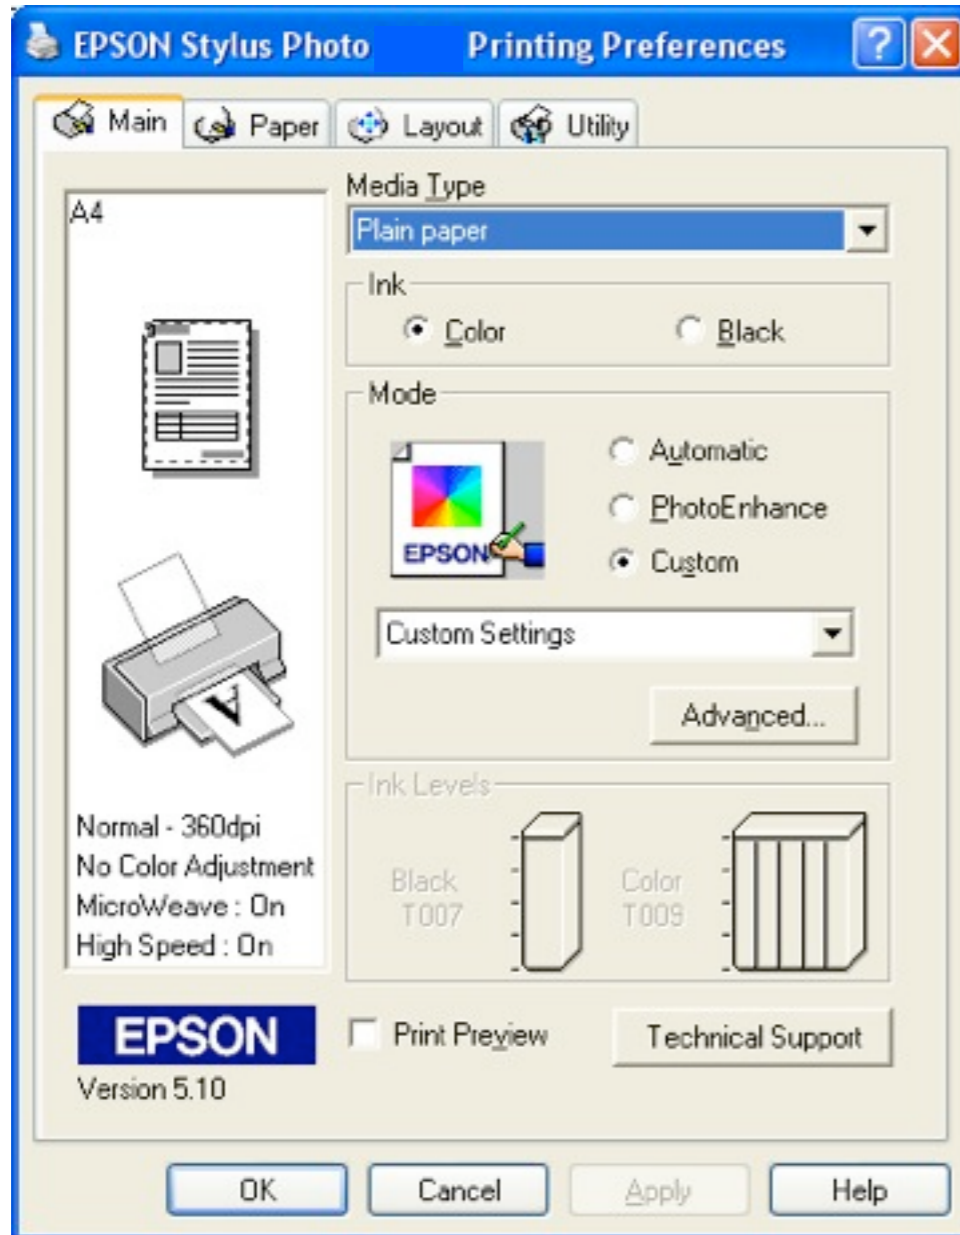 EPSON Stylus Photo Printing Preferences
Main Paper Layout Utility
A4
Media Type
Plain paper
Ink
Color Black
Mode
EPSON
Automatic
PhotoEnhance
Custom
Custom Settings
Advanced...
A
Normal - 360dpi
No Color Adjustment
MicroWeave : On
High Speed : On
Ink Levels
Black
T007
Color
T009
EPSON
Version 5.10
Print Preview
Technical Support
OK Cancel Apply Help